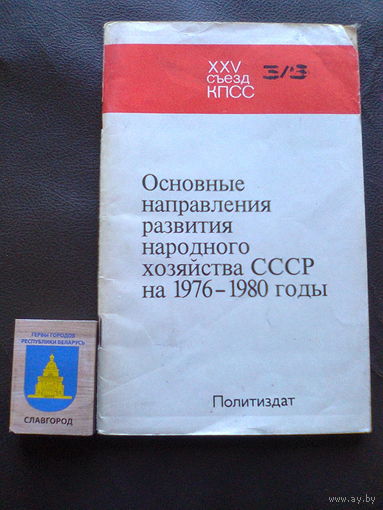 XXV
съезд
КПСС
3/3
Основные
направления
развития
народного
хозяйства СССР
на 1976–1980 годы
Политиздат
ГЕРБЫ ГОРОДОВ
РЕСПУБЛИКИ БЕЛАРУСЬ
СЛАВГОРОД
www.ay.by